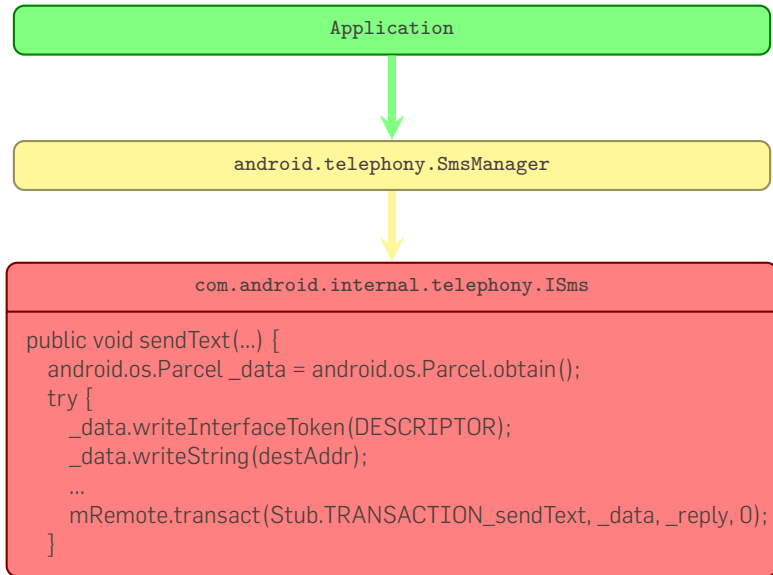 Application
android.telephony.SmsManager
com.android.internal.telephony.ISms
public void sendText(...) {
android.os.Parcel _data = android.os.Parcel.obtain();
try {
_data.writeInterfaceToken(DESCRIPTOR);
_data.writeString(destAddr);
...
mRemote.transact(Stub.TRANSACTION_sendText, _data, _reply, 0);
}